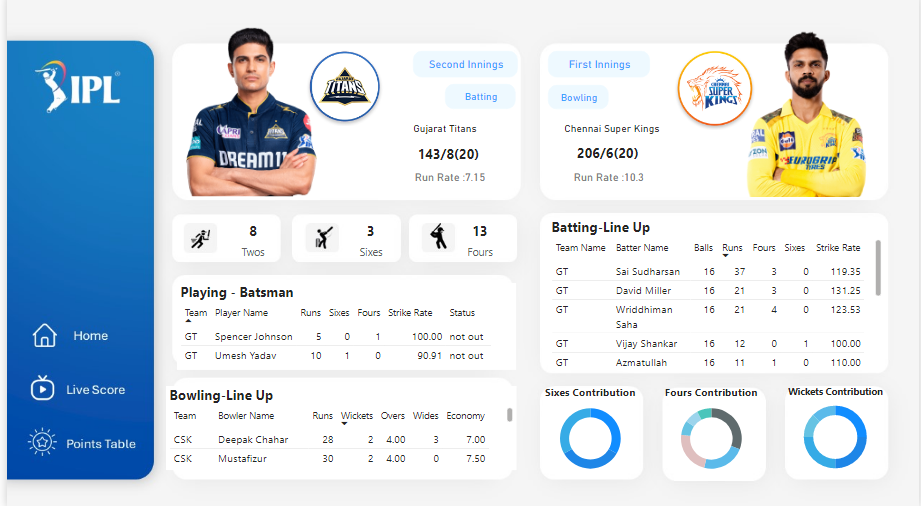 IPL
Home
Live Score
Points Table
GUJARAT
TITANS
DREAM11
Second Innings
Batting
Gujarat Titans
143/8(20)
Run Rate :7.15
First Innings
Bowling
Chennai Super Kings
206/6(20)
Run Rate :10.3
CHENNAI
SUPER
KINGS
8
Twos
3
Sixes
13
Fours
Playing - Batsman
Team Player Name Runs Sixes Fours Strike Rate Status
GT Spencer Johnson 5 0 1 100.00 not out
GT Umesh Yadav 10 1 0 90.91 not out
Bowling-Line Up
Team Bowler Name Runs Wickets Overs Wides Economy
CSK Deepak Chahar 28 2 4.00 3 7.00
CSK Mustafizur 30 2 4.00 0 7.50
Batting-Line Up
Team Name Batter Name Balls Runs Fours Sixes Strike Rate
GT Sai Sudharsan 16 37 3 0 119.35
GT David Miller 16 21 3 0 131.25
GT Wriddhiman 16 21 4 0 123.53
Saha
GT Vijay Shankar 16 12 0 1 100.00
GT Azmatullah 16 11 1 0 110.00
Sixes Contribution
Fours Contribution
Wickets Contribution